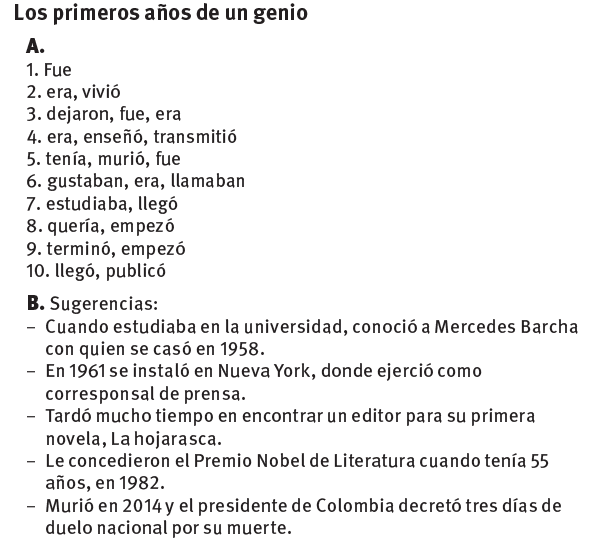 Los primeros años de un genio
A.
1. Fue
2. era, vivió
3. dejaron, fue, era
4. era, enseñó, transmitió
5. tenía, murió, fue
6. gustaban, era, llamaban
7. estudiaba, llegó
8. quería, empezó
9. terminó, empezó
10. llegó, publicó
B. Sugerencias:
– Cuando estudiaba en la universidad, conoció a Mercedes Barcha
con quien se casó en 1958.
– En 1961 se instaló en Nueva York, donde ejerció como
corresponsal de prensa.
– Tardó mucho tiempo en encontrar un editor para su primera
novela, La hojarasca.
– Le concedieron el Premio Nobel de Literatura cuando tenía 55
años, en 1982.
– Murió en 2014 y el presidente de Colombia decretó tres días de
duelo nacional por su muerte.